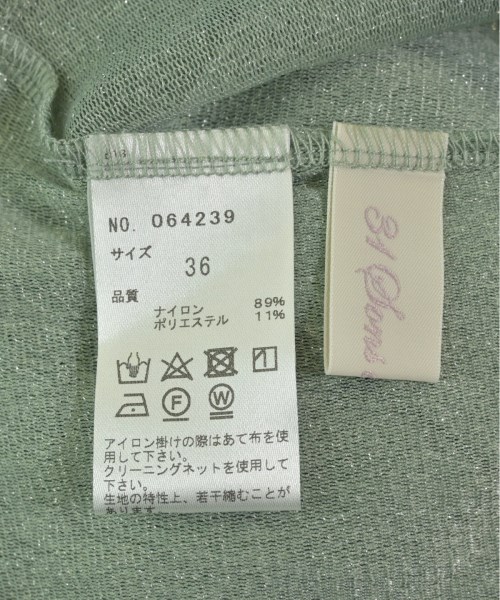 NO. 064239
サイズ
36
品質
ナイロン 89%
ポリエステル 11%
F W
アイロン掛けの際はあて布を使
用して下さい。
クリーニングネットを使用して
下さい。
生地の特性上、若干縮むことが
あります。
31 Sons